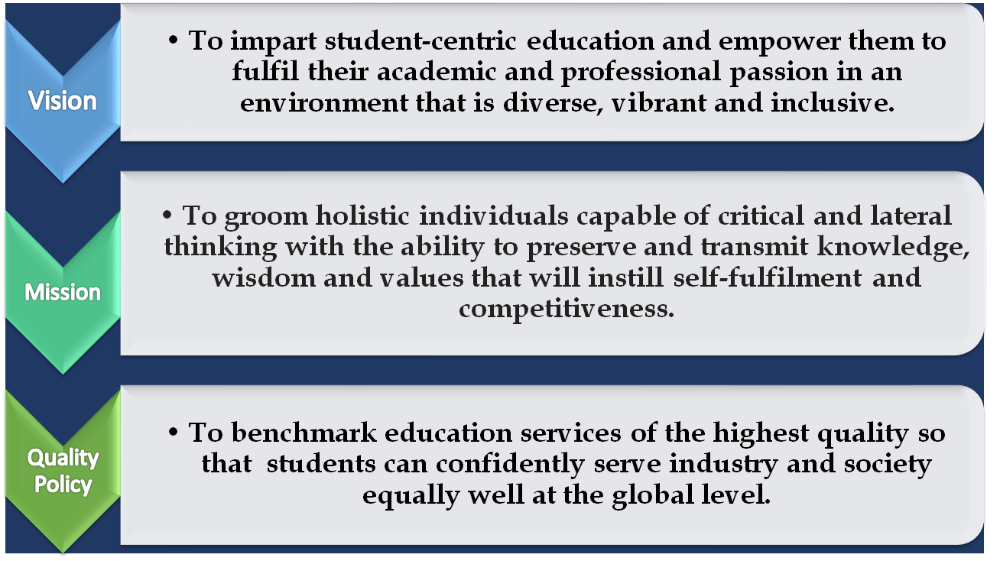 Vision
• To impart student-centric education and empower them to
fulfil their academic and professional passion in an
environment that is diverse, vibrant and inclusive.
Mission
• To groom holistic individuals capable of critical and lateral
thinking with the ability to preserve and transmit knowledge,
wisdom and values that will instill self-fulfilment and
competitiveness.
Quality
Policy
• To benchmark education services of the highest quality so
that students can confidently serve industry and society
equally well at the global level.